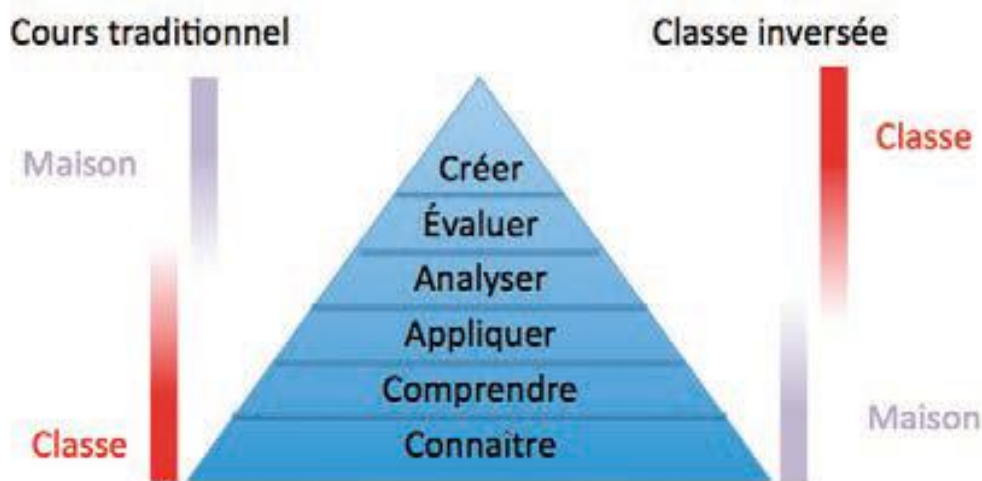 Cours traditionnel
Classe inversée
Maison
Classe
Créer
Évaluer
Analyser
Appliquer
Comprendre
Connaitre
Classe
Maison